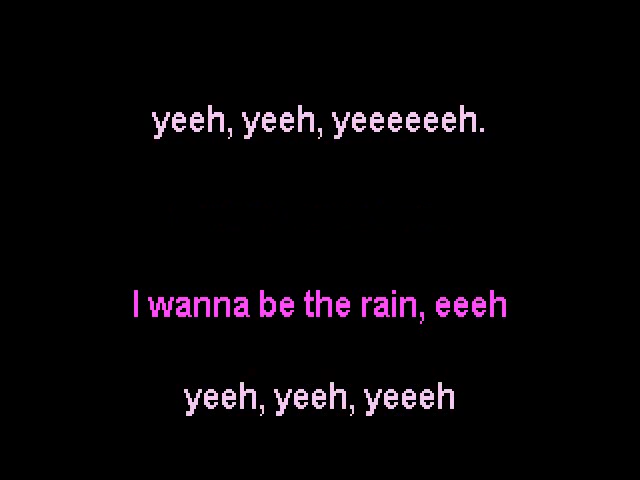 yeeh, yeeh, yeeeeeeh.
I wanna be the rain, eeeh
yeeh, yeeh, yeeeh